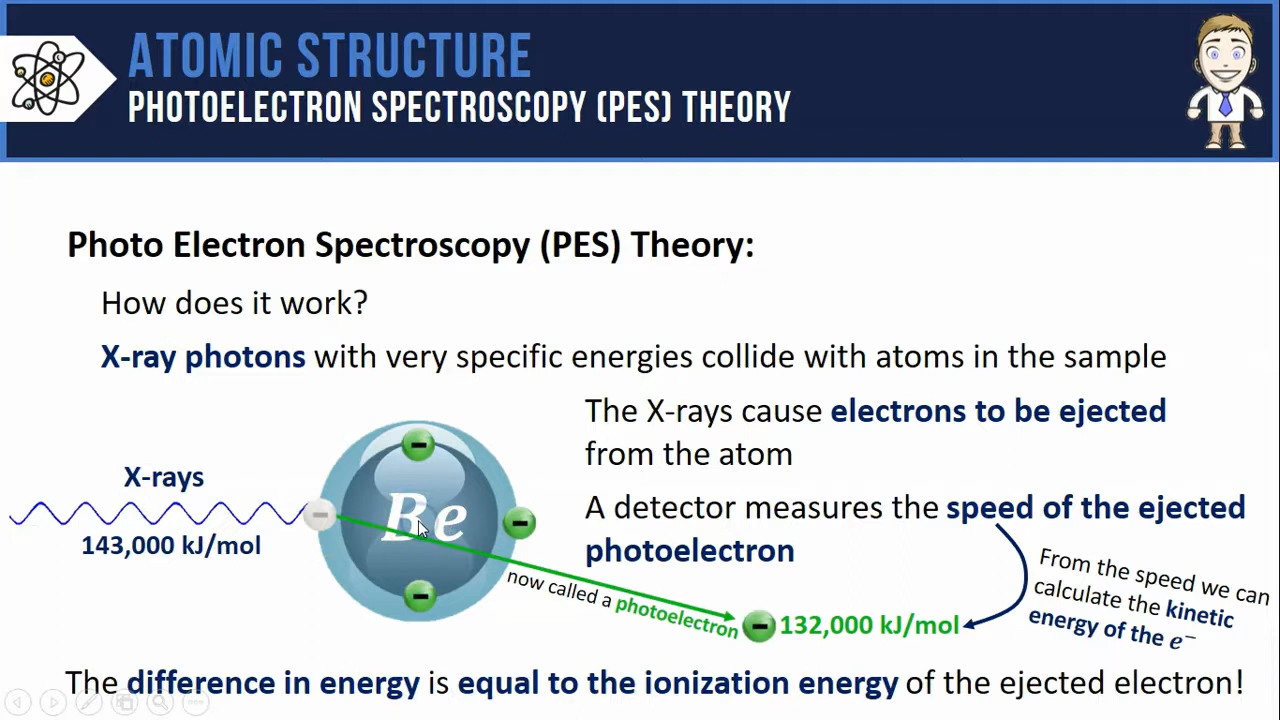 ATOMIC STRUCTURE
PHOTOELECTRON SPECTROSCOPY (PES) THEORY
Photo Electron Spectroscopy (PES) Theory:
How does it work?
X-ray photons with very specific energies collide with atoms in the sample
The X-rays cause electrons to be ejected
from the atom
X-rays
143,000 kJ/mol
Be
A detector measures the speed of the ejected
photoelectron
now called a photoelectron
132,000 kJ/mol
From the speed we can
calculate the kinetic
energy of the e⁻
The difference in energy is equal to the ionization energy of the ejected electron!